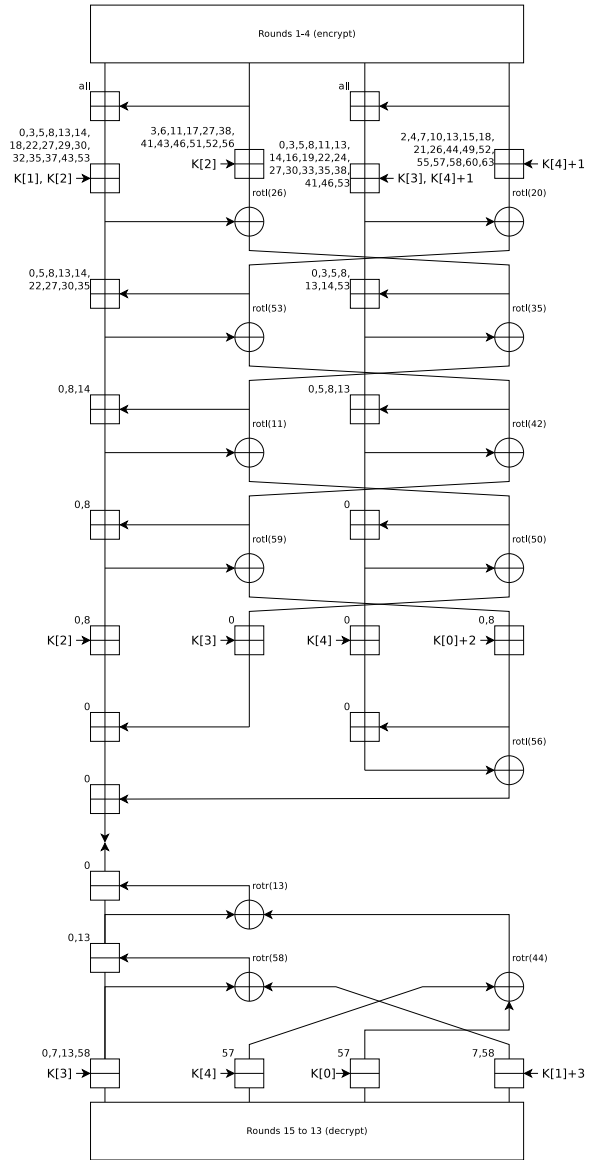 Rounds 1-4 (encrypt)
all
all
0,3,5,8,13,14,
18,22,27,29,30,
32,35,37,43,53
K[1], K[2]
3,6,11,17,27,38,
41,43,46,51,52,56
K[2]
0,3,5,8,11,13,
14,16,19,22,24,
27,30,33,35,38,
41,46,53
K[3], K[4]+1
2,4,7,10,13,15,18,
21,26,44,49,52,
55,57,58,60,63
K[4]+1
rotl(26)
rotl(20)
0,5,8,13,14,
22,27,30,35
0,3,5,8,
13,14,53
rotl(53)
rotl(35)
0,8,14
0,5,8,13
rotl(11)
rotl(42)
0,8
0
rotl(59)
rotl(50)
0,8
K[2]
0
K[3]
0
K[4]
0,8
K[0]+2
0
0
rotl(56)
0
0
rotr(13)
0,13
rotr(58)
rotr(44)
0,7,13,58
K[3]
57
K[4]
57
K[0]
7,58
K[1]+3
Rounds 15 to 13 (decrypt)